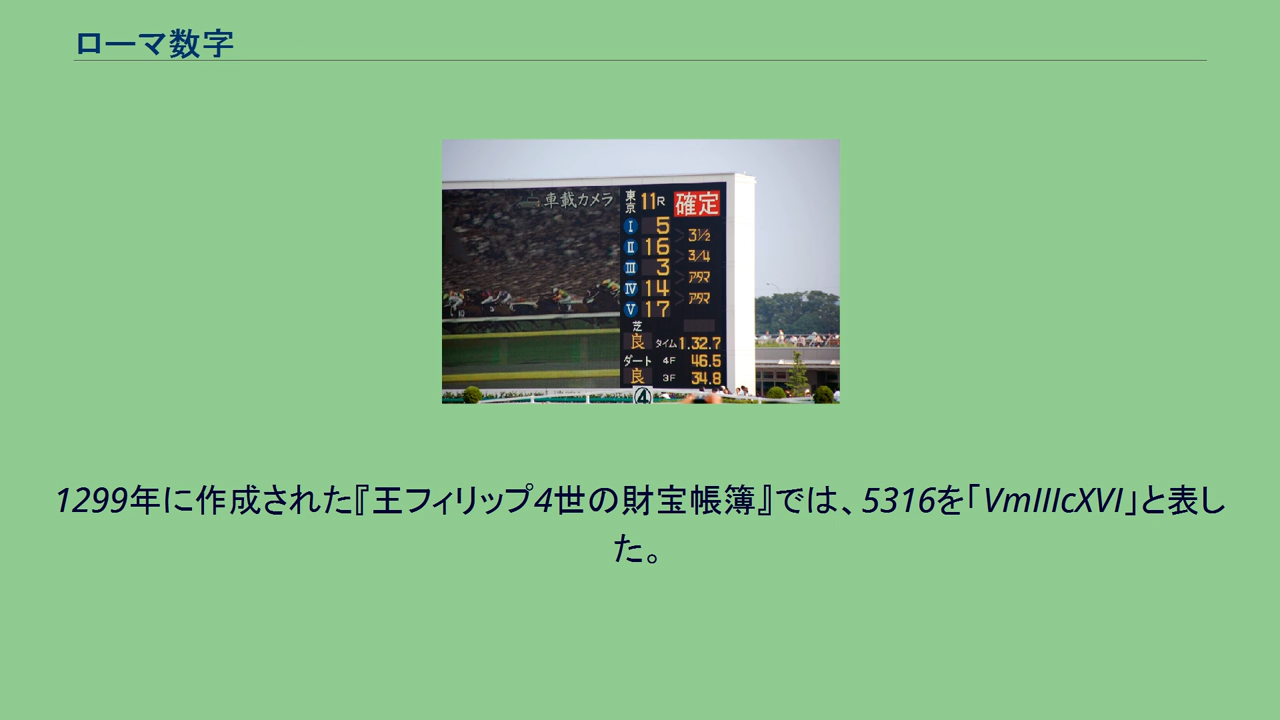 ローマ数字
車載カメラ
東京 11R 確定
Ⅰ 5
3½
Ⅱ 16
3/4
Ⅲ 3
アタマ
Ⅳ 14
アタマ
Ⅴ 17
芝
良 タイム 1.32.7
ダート 4F 46.5
良 3F 34.8
4
1299年に作成された『王フィリップ4世の財宝帳簿』では、5316を「VmIIIcXVI」と表し
た。